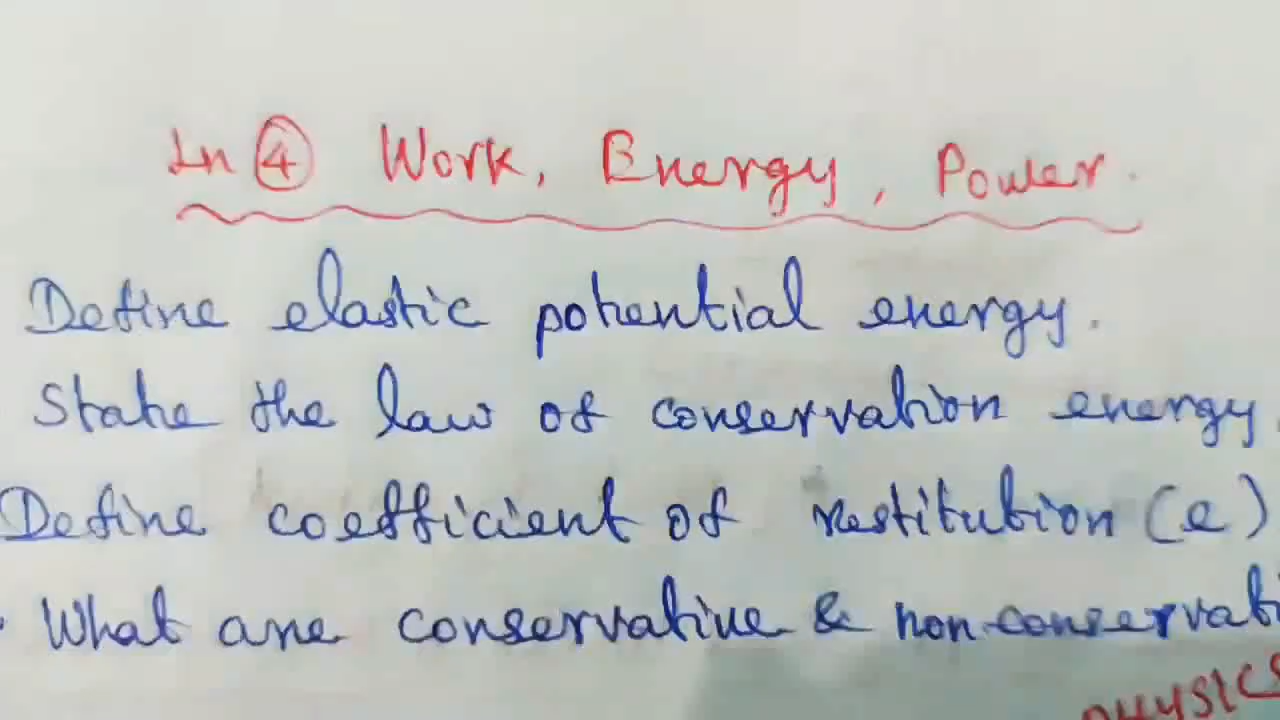 Ln ④ Work, Energy, Power.
Define elastic potential energy.
State the law of conservation energy.
Define coefficient of restitution (e)
What are conservative & non-conservati
PHYSICS